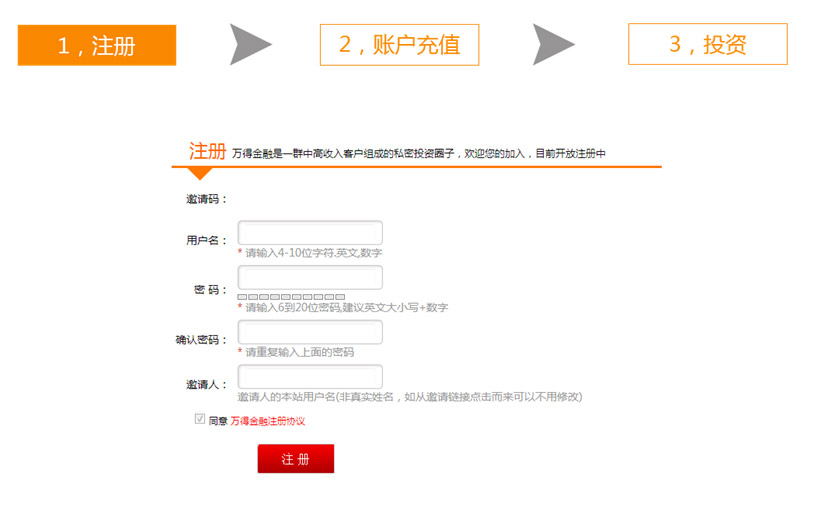 1，注册
2，账户充值
3，投资
注册 万得金融是一群中高收入客户组成的私密投资圈子，欢迎您的加入，目前开放注册中
邀请码：
用户名：
* 请输入4-10位字符.英文,数字
密 码：
* 请输入6到20位密码,建议英文大小写+数字
确认密码：
* 请重复输入上面的密码
邀请人：
邀请人的本站用户名(非真实姓名，如从邀请链接点击而来可以不用修改)
同意 万得金融注册协议
注 册